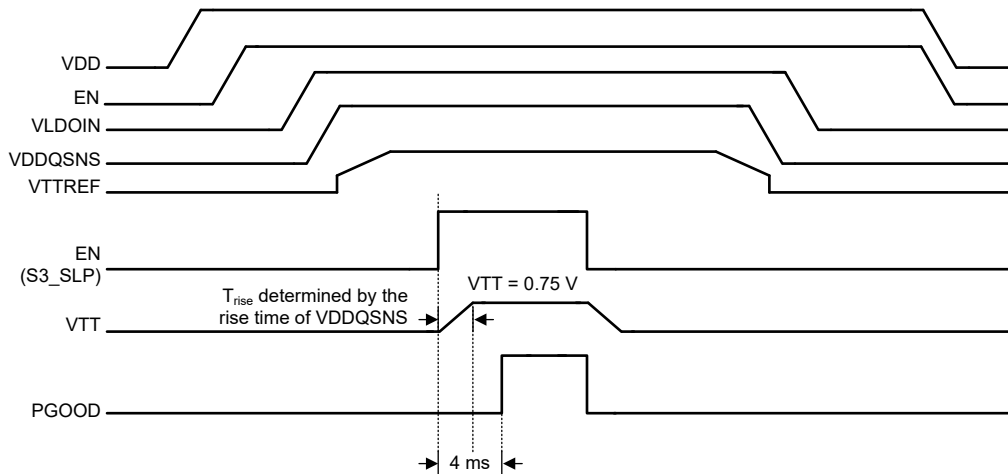 VDD
EN
VLDOIN
VDDQSNS
VTTREF
EN
(S3_SLP)
VTT = 0.75 V
Trise determined by the
rise time of VDDQSNS
VTT
PGOOD
4 ms